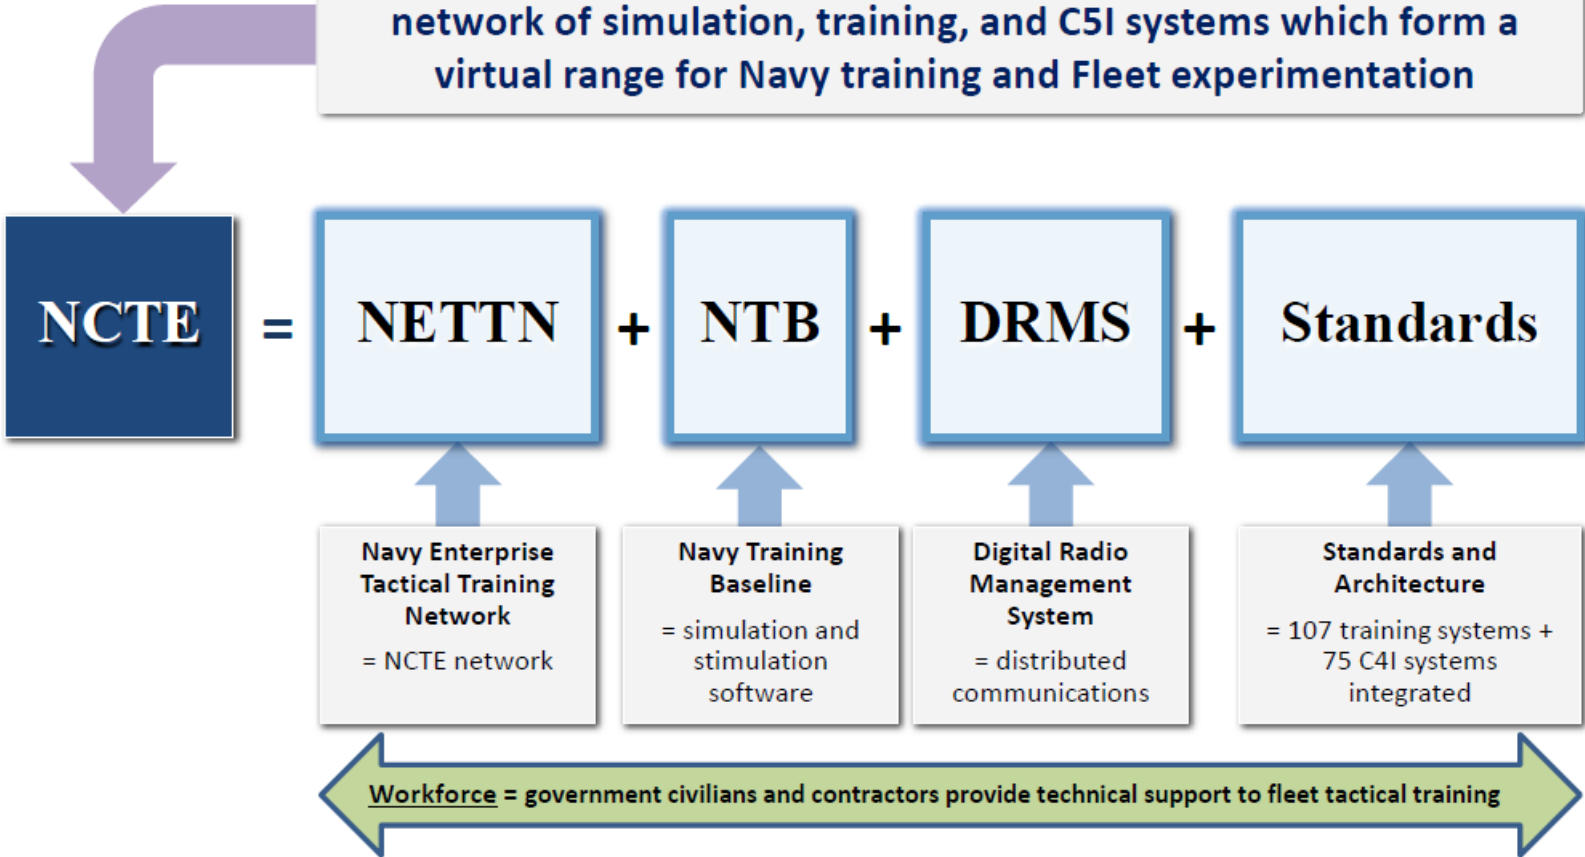 network of simulation, training, and C5I systems which form a
virtual range for Navy training and Fleet experimentation
NCTE = NETTN + NTB + DRMS + Standards
Navy Enterprise
Tactical Training
Network
= NCTE network
Navy Training
Baseline
= simulation and
stimulation
software
Digital Radio
Management
System
= distributed
communications
Standards and
Architecture
= 107 training systems +
75 C4I systems
integrated
Workforce = government civilians and contractors provide technical support to fleet tactical training